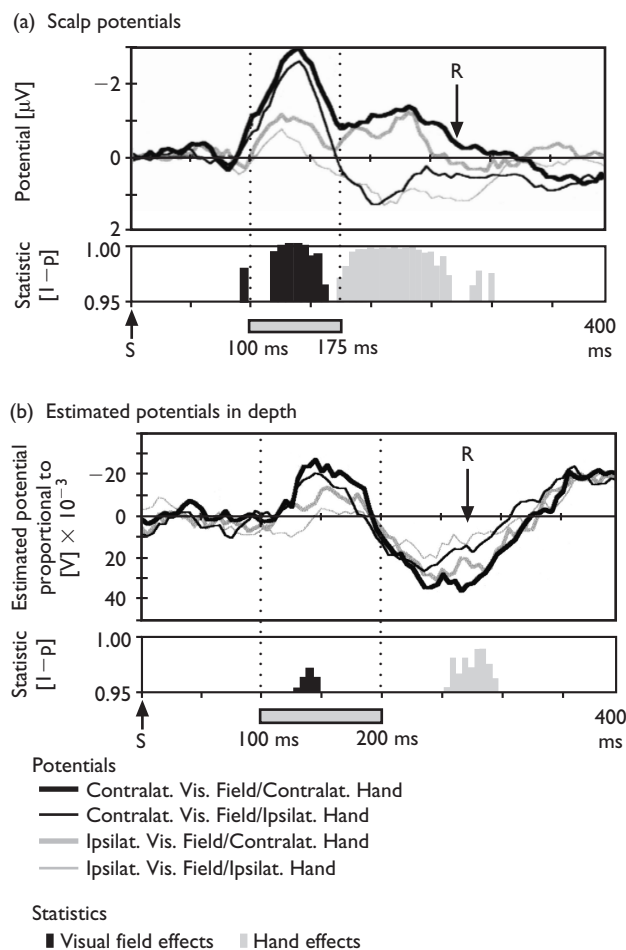 (a) Scalp potentials
Potential [μV]
−2
0
2
R
Statistic
[1−p]
1.00
0.95
S
100 ms
175 ms
400
ms
(b) Estimated potentials in depth
Estimated potential
proportional to
[V] × 10⁻³
−20
0
20
40
R
Statistic
[1−p]
1.00
0.95
S
100 ms
200 ms
400
ms
Potentials
Contralat. Vis. Field/Contralat. Hand
Contralat. Vis. Field/Ipsilat. Hand
Ipsilat. Vis. Field/Contralat. Hand
Ipsilat. Vis. Field/Ipsilat. Hand
Statistics
Visual field effects Hand effects